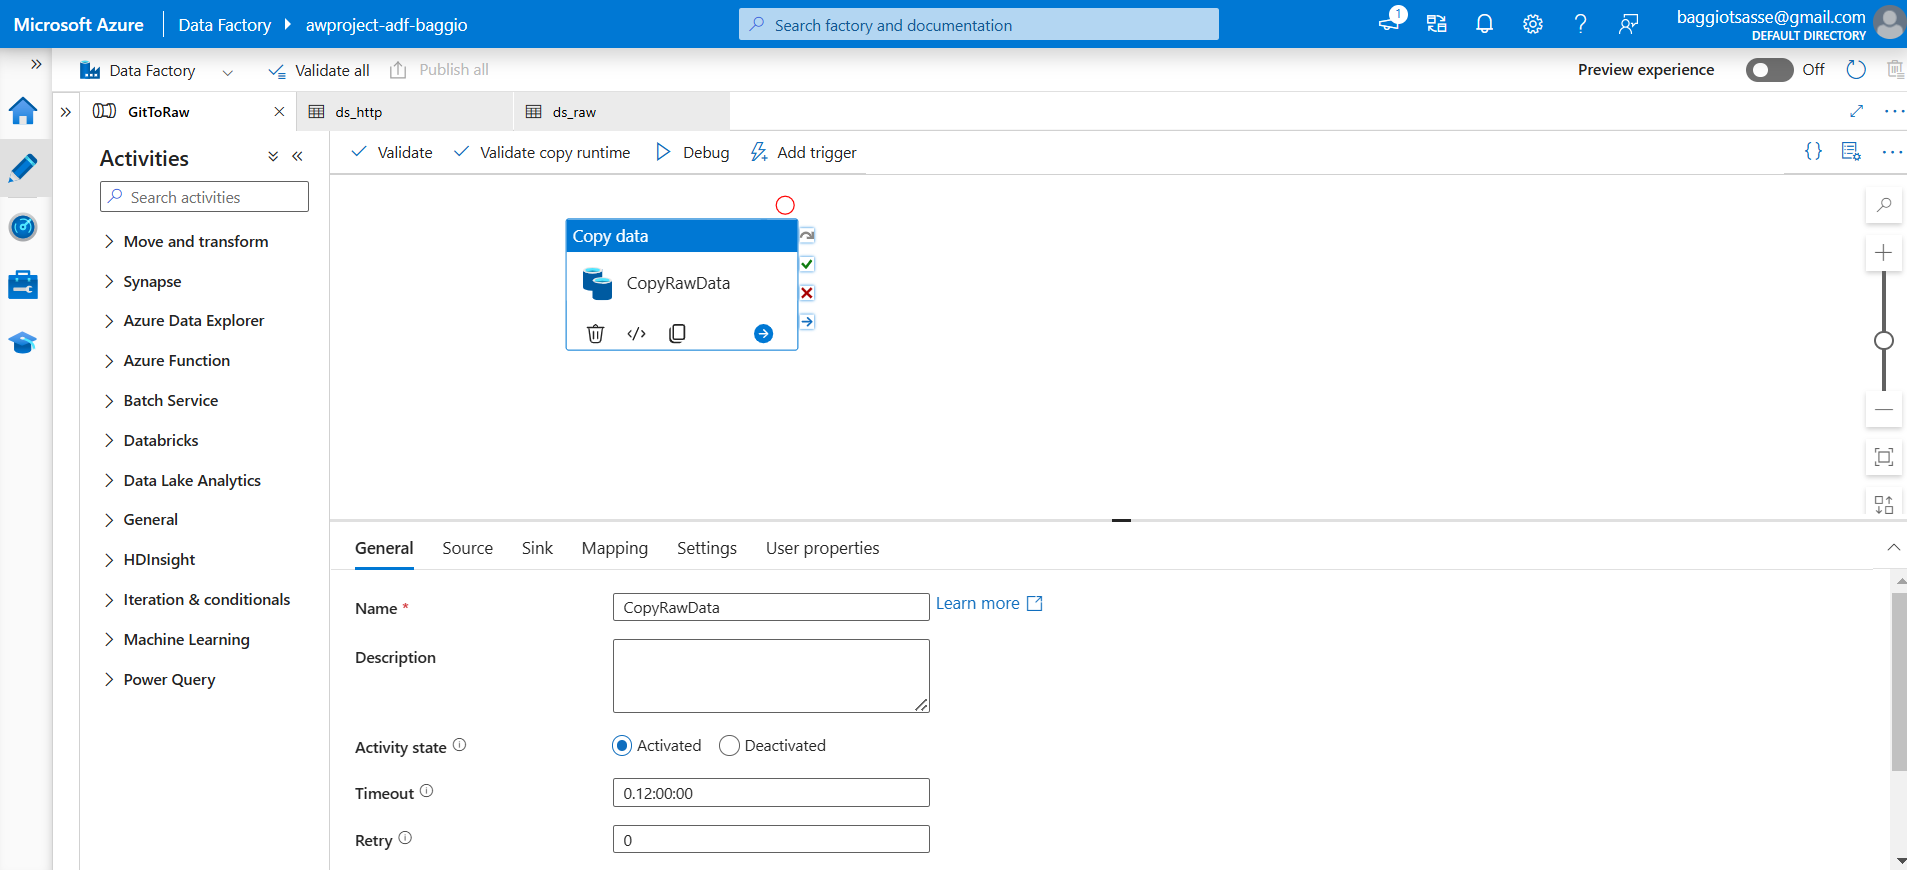 Microsoft Azure
Data Factory
awproject-adf-baggio
Search factory and documentation
1
baggiotsasse@gmail.com
DEFAULT DIRECTORY
Data Factory
Validate all
Publish all
Preview experience
Off
GitToRaw
ds_http
ds_raw
Activities
Search activities
Move and transform
Synapse
Azure Data Explorer
Azure Function
Batch Service
Databricks
Data Lake Analytics
General
HDInsight
Iteration & conditionals
Machine Learning
Power Query
Validate
Validate copy runtime
Debug
Add trigger
Copy data
CopyRawData
General
Source
Sink
Mapping
Settings
User properties
Name *
CopyRawData
Learn more
Description
Activity state
Activated
Deactivated
Timeout
0.12:00:00
Retry
0